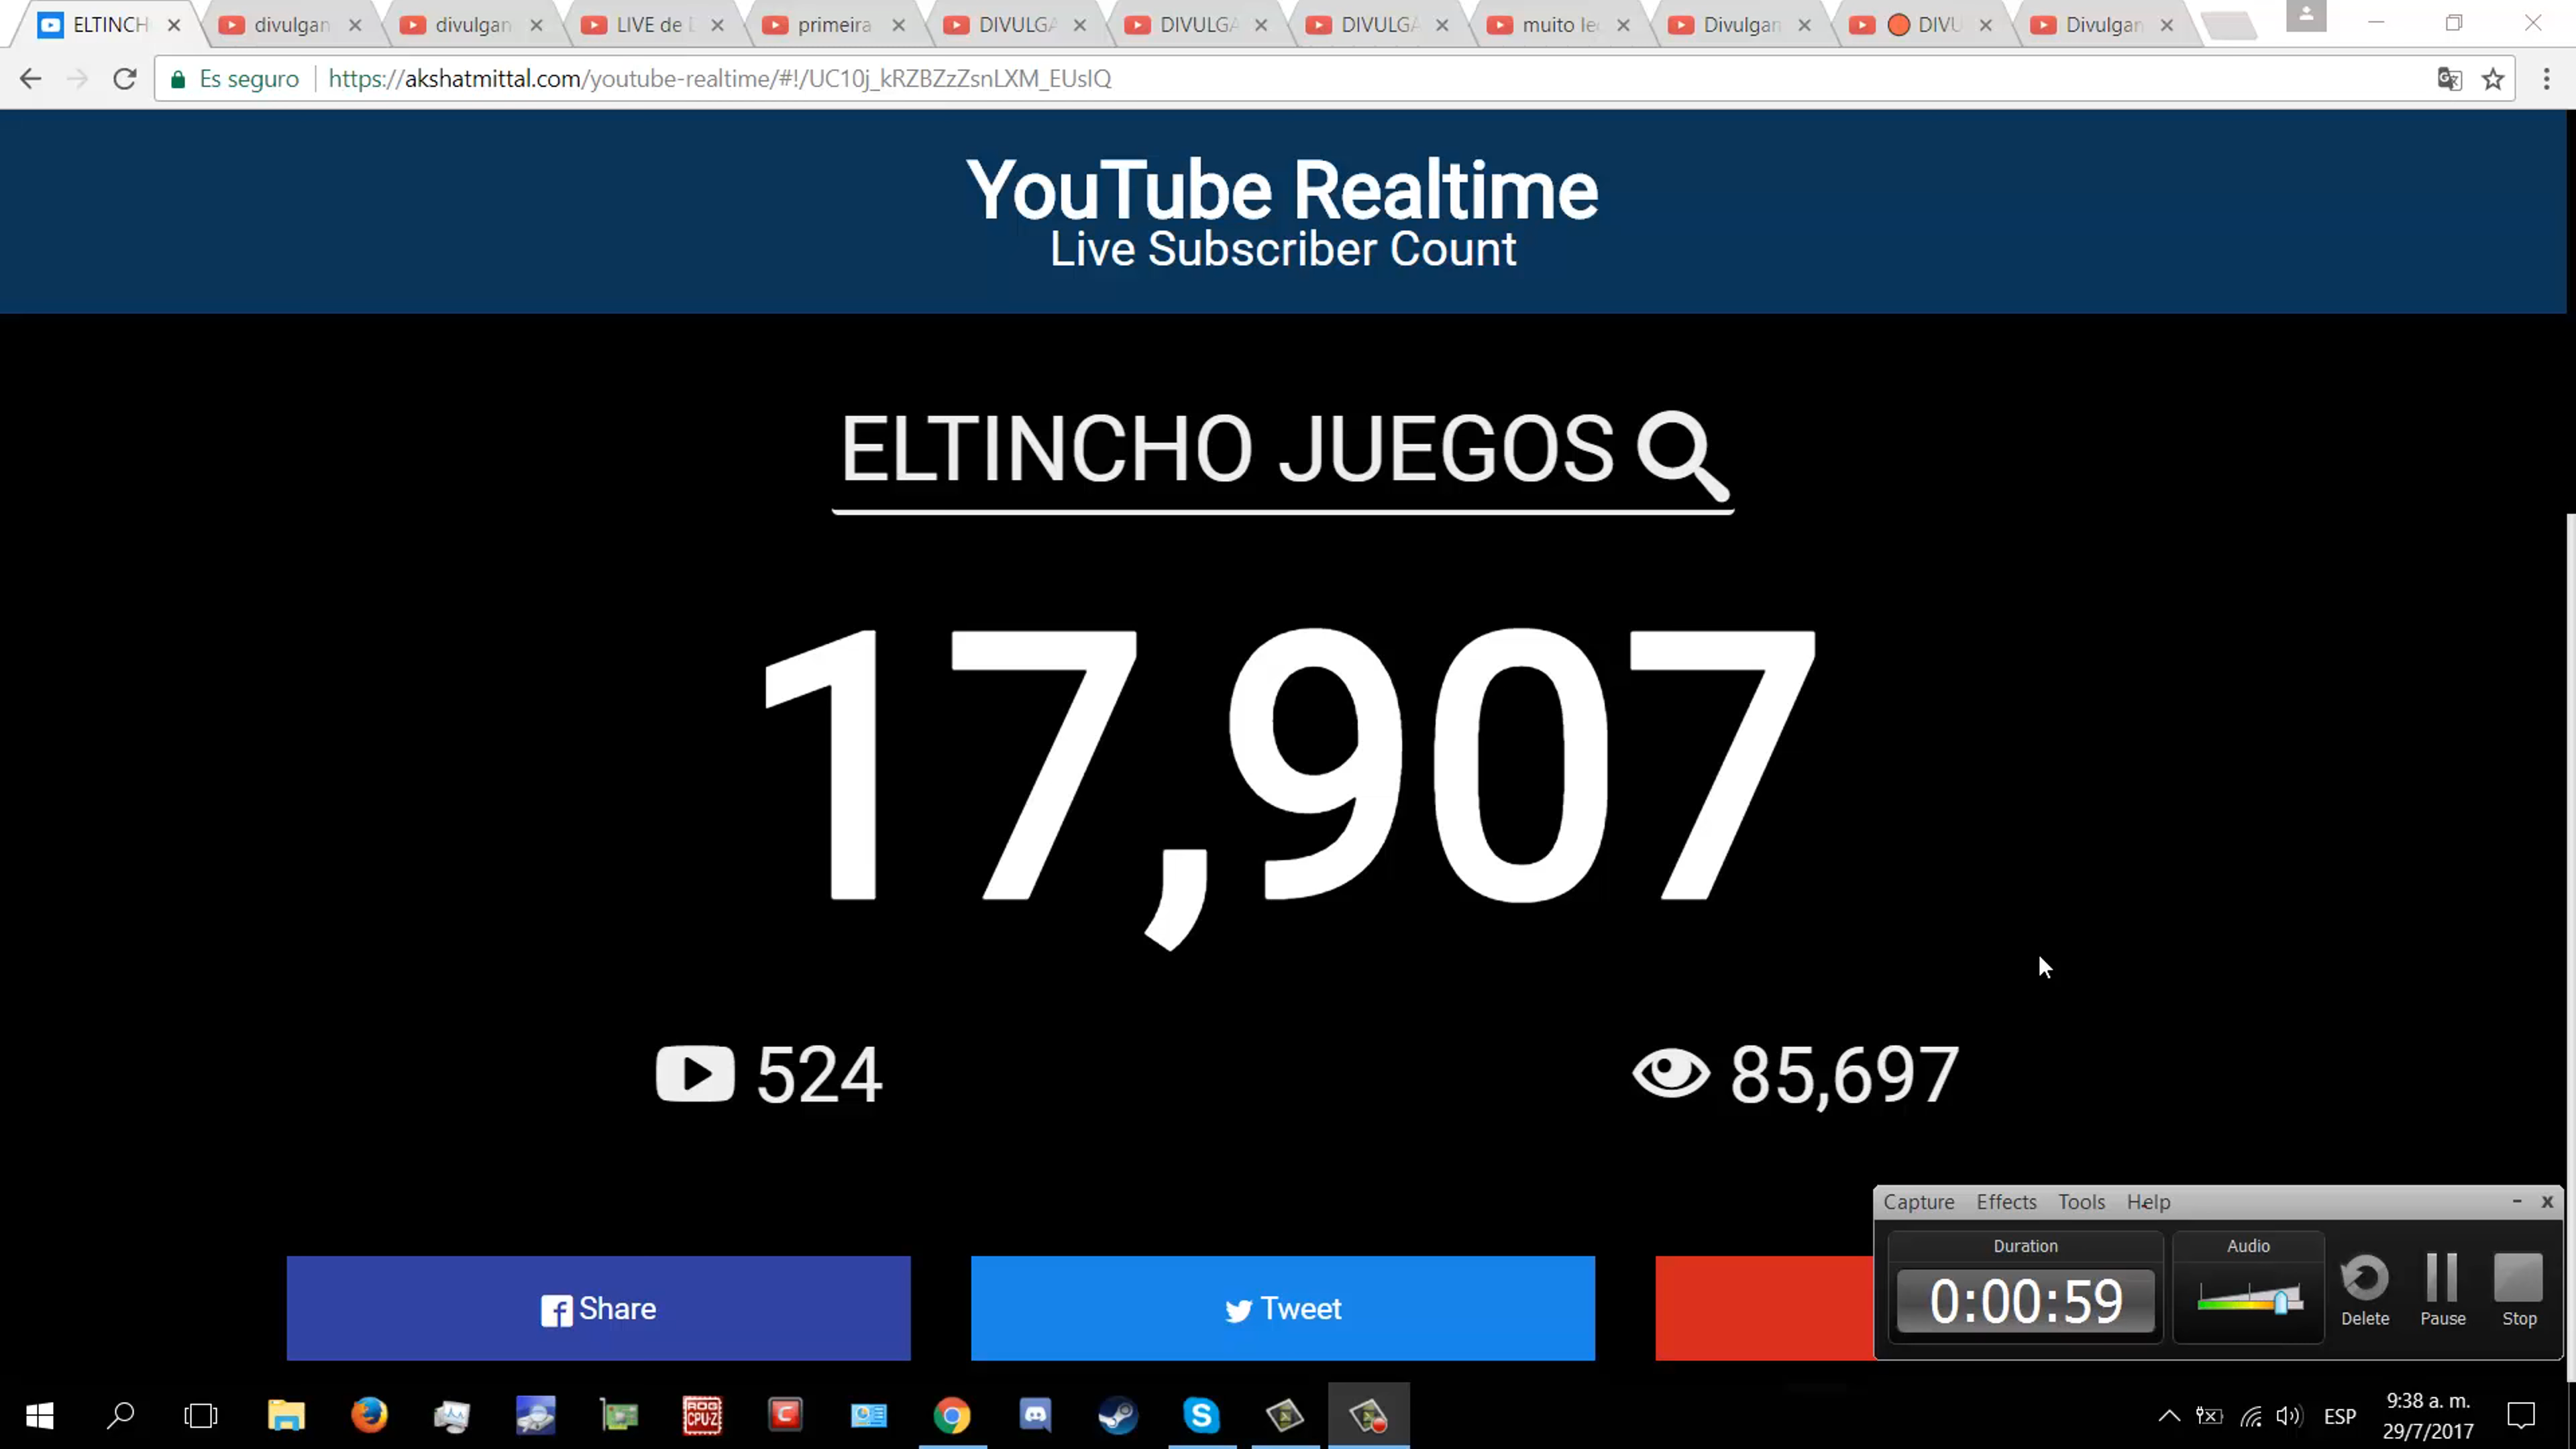 ELTINCH
divulgan
divulgan
LIVE de
primeira
DIVULGA
DIVULGA
DIVULGA
muito le
Divulgan
DIVU
Divulgan
Es seguro
https://akshatmittal.com/youtube-realtime/#!/UC10j_kRZBZzZsnLXM_EUsIQ
YouTube Realtime
Live Subscriber Count
ELTINCHO JUEGOS
17,907
524
85,697
Capture Effects Tools Help
Duration
Audio
0:00:59
Delete
Pause
Stop
Share
Tweet
ROG
CPU-Z
ESP
9:38 a. m.
29/7/2017